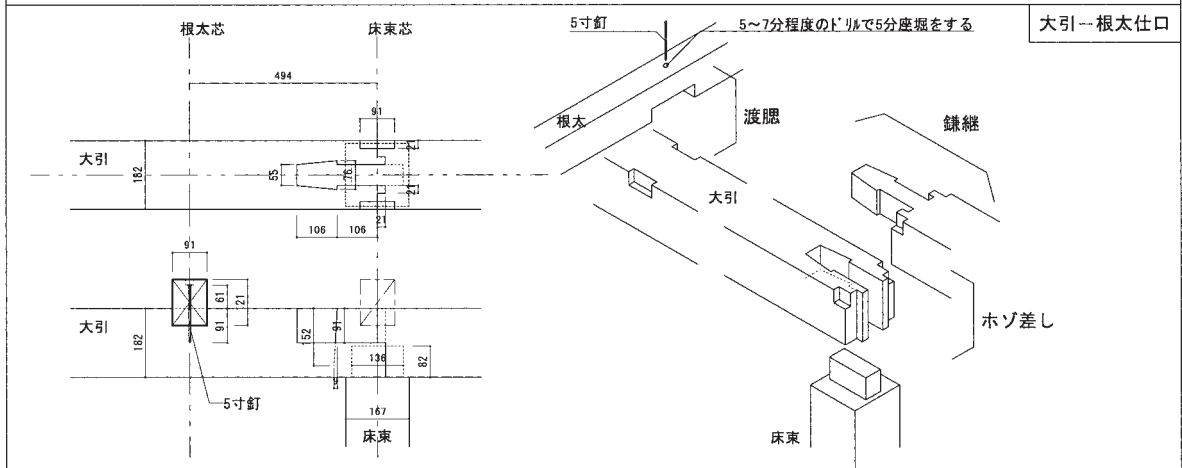 大引－根太仕口
根太芯
床束芯
5寸釘
5～7分程度のドリルで5分座堀をする
494
91
根太
渡腮
鎌継
大引
182
55
76
21
21
21
106
106
大引
91
大引
182
61
21
91
52
91
136
82
ホゾ差し
5寸釘
167
床束
床束